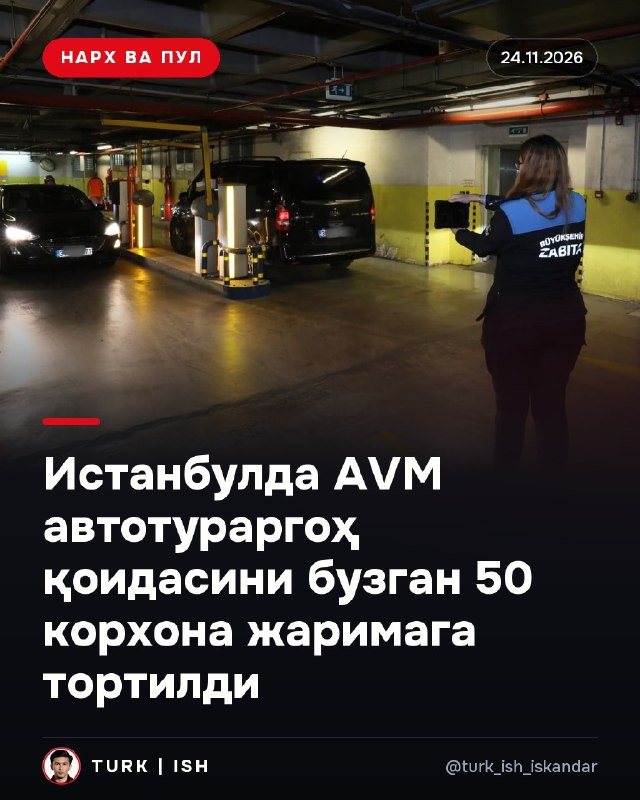 НАРХ ВА ПУЛ
24.11.2026
BÜYÜKŞEHİR
ZABITA
Истанбулда AVM
автотураргоҳ
қоидасини бузган 50
корхона жаримага
тортилди
TURK | ISH
@turk_ish_iskandar